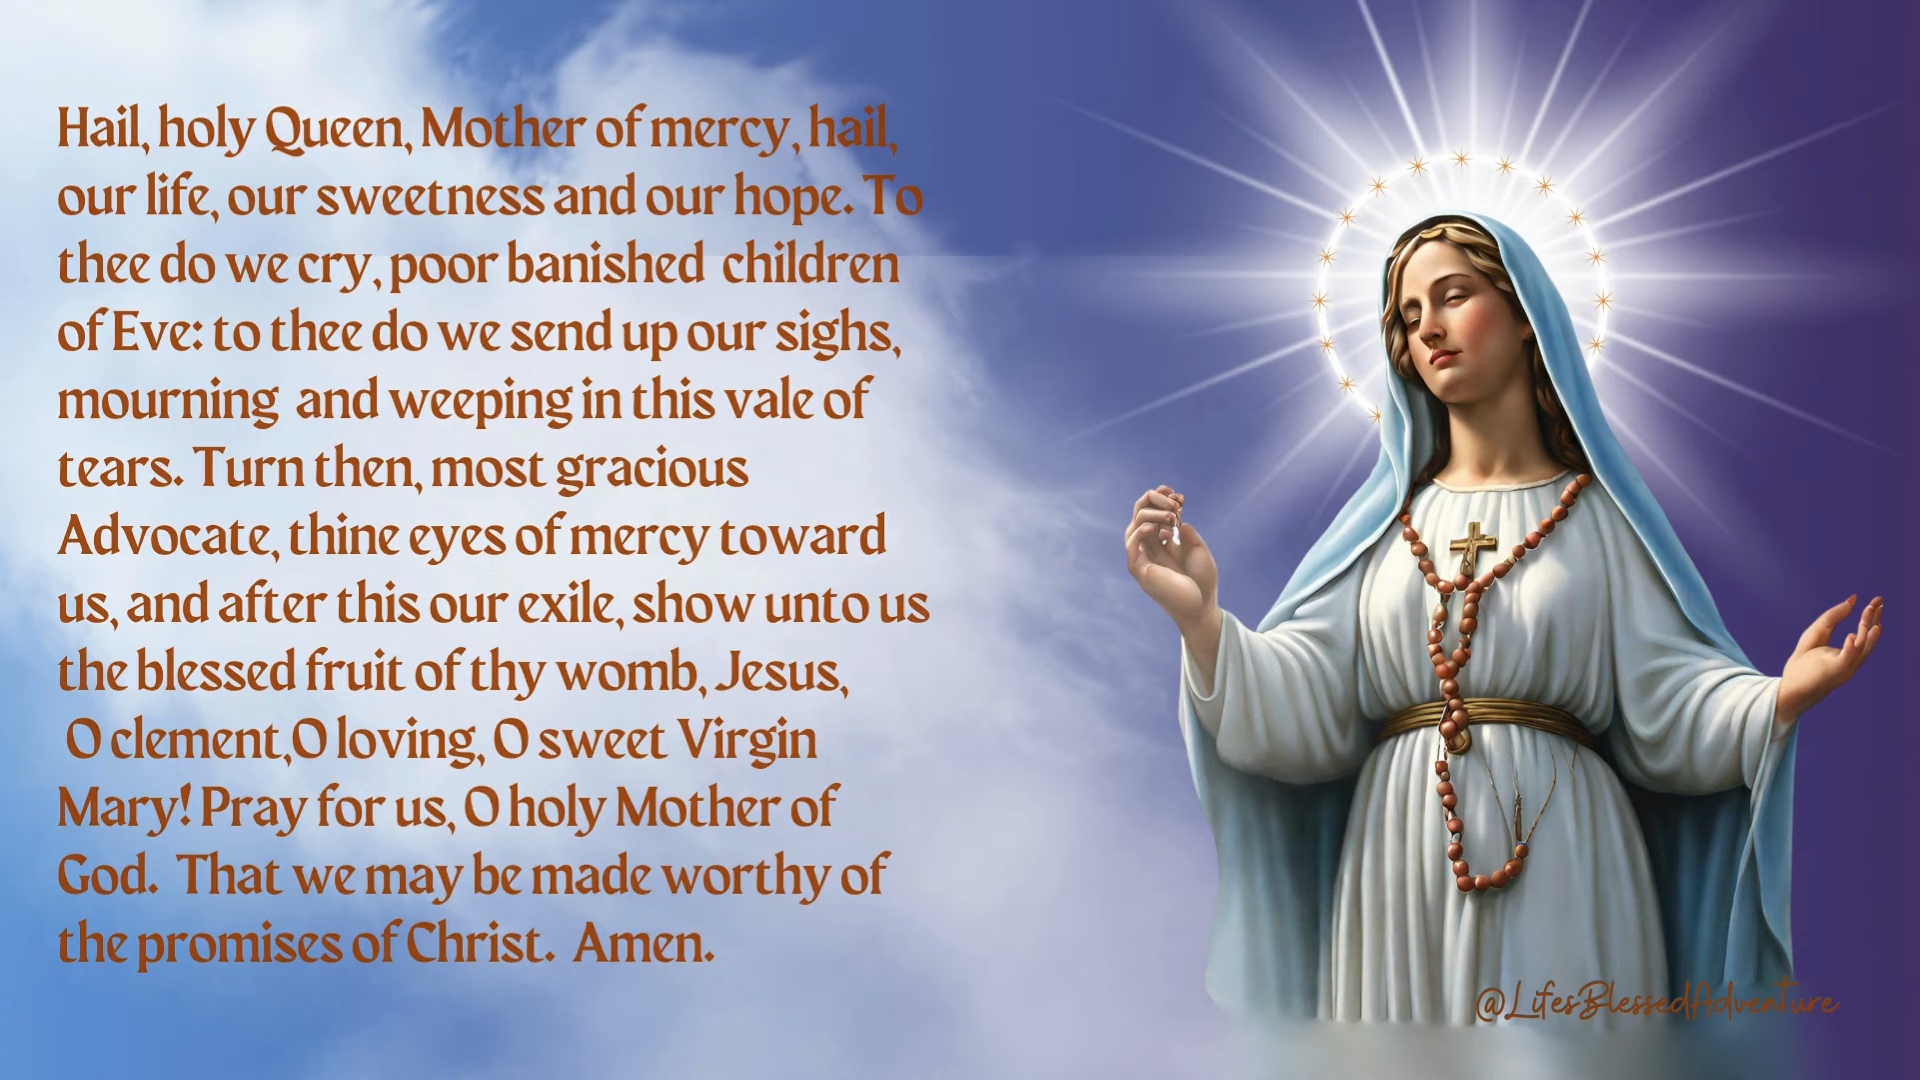 Hail, holy Queen, Mother of mercy, hail,
our life, our sweetness and our hope. To
thee do we cry, poor banished children
of Eve: to thee do we send up our sighs,
mourning and weeping in this vale of
tears. Turn then, most gracious
Advocate, thine eyes of mercy toward
us, and after this our exile, show unto us
the blessed fruit of thy womb, Jesus,
O clement,O loving, O sweet Virgin
Mary! Pray for us, O holy Mother of
God. That we may be made worthy of
the promises of Christ. Amen.
@LifesBlessedAdventure